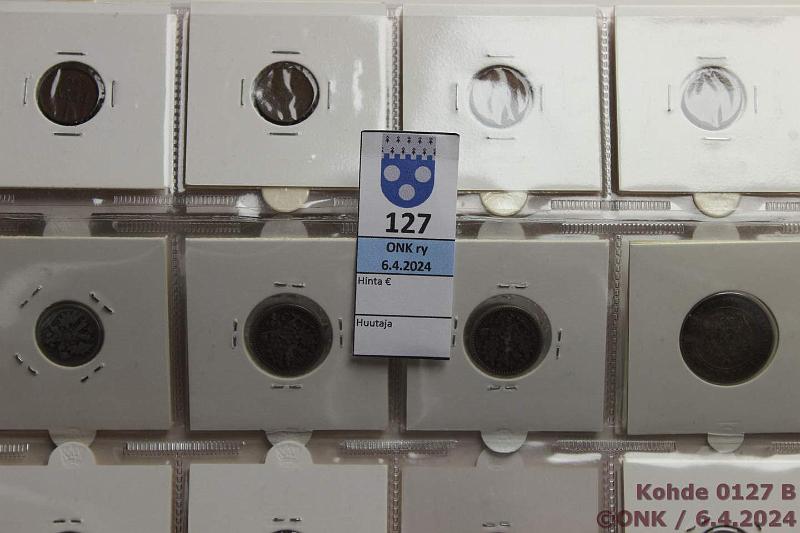 127
ONK ry
6.4.2024
Hinta €
Huutaja
Kohde 0127 B
©ONK / 6.4.2024